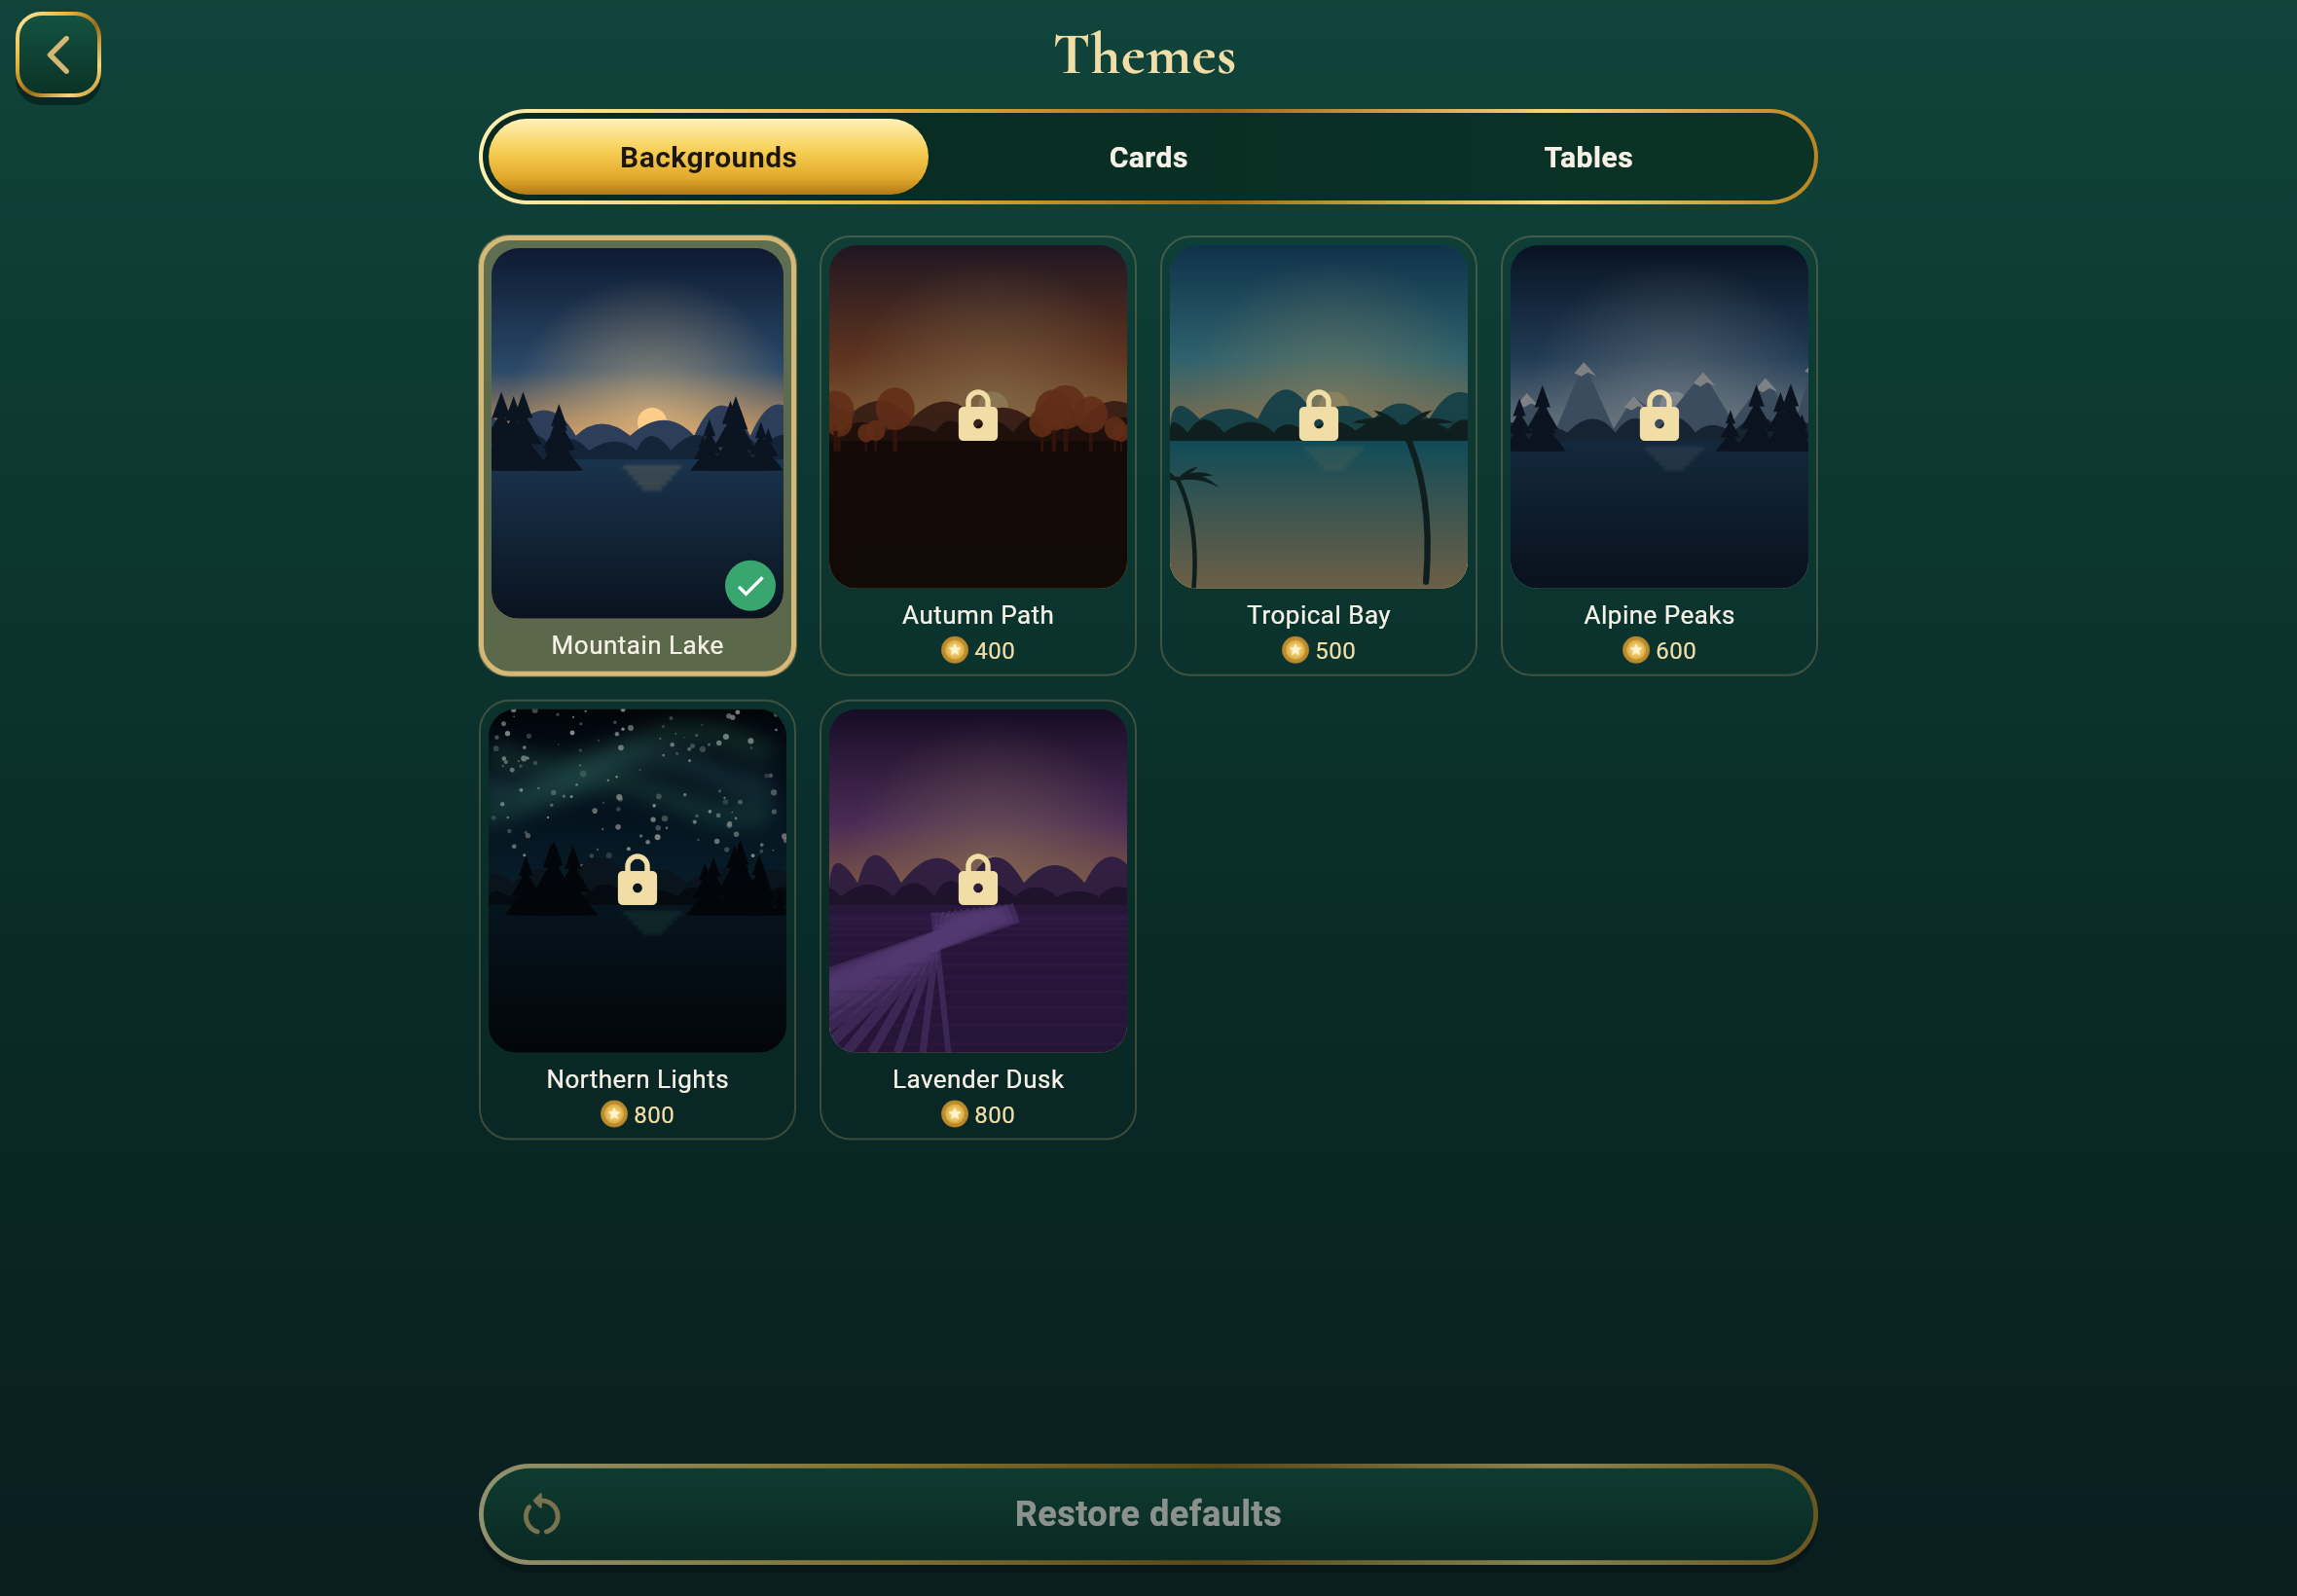 Themes
Backgrounds
Cards
Tables
Mountain Lake
Autumn Path
400
Tropical Bay
500
Alpine Peaks
600
Northern Lights
800
Lavender Dusk
800
Restore defaults